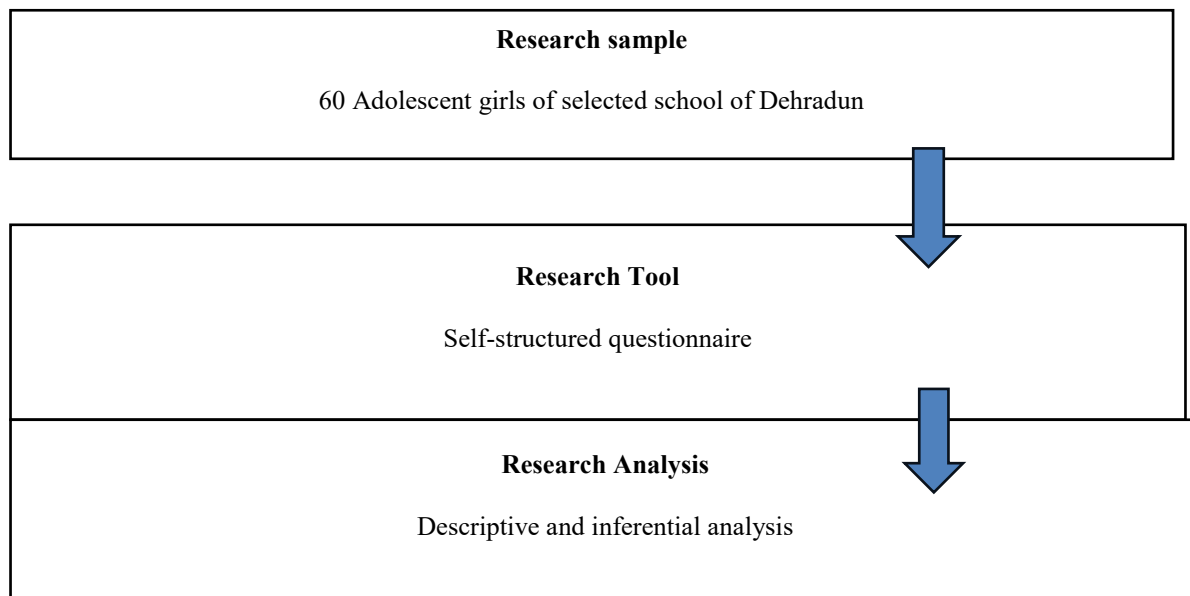 Research sample
60 Adolescent girls of selected school of Dehradun
Research Tool
Self-structured questionnaire
Research Analysis
Descriptive and inferential analysis